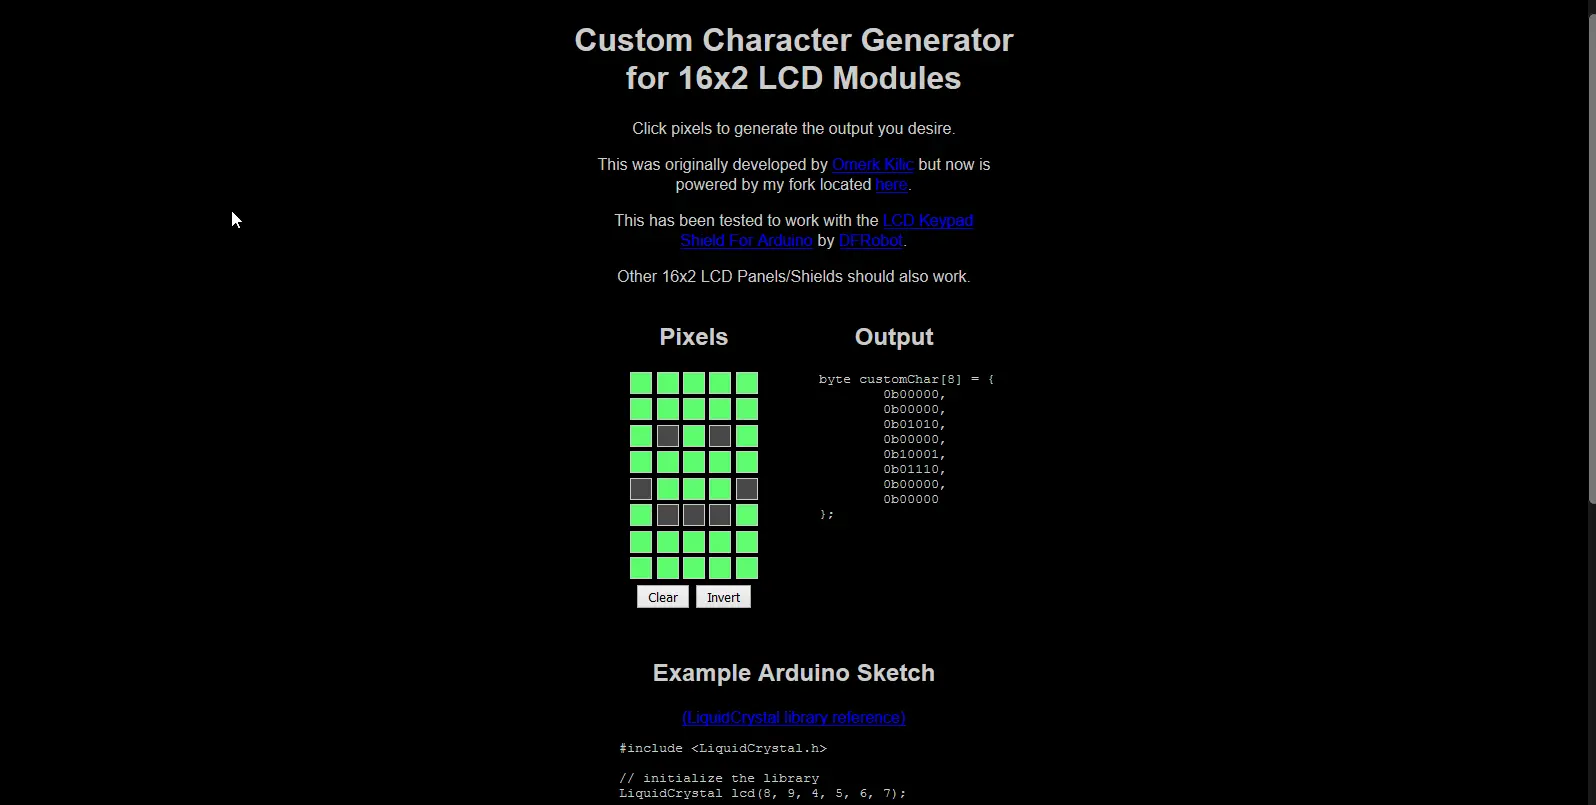 Custom Character Generator
for 16x2 LCD Modules
Click pixels to generate the output you desire.
This was originally developed by Omerk Kilic but now is
powered by my fork located here.
This has been tested to work with the LCD Keypad
Shield For Arduino by DFRobot.
Other 16x2 LCD Panels/Shields should also work.
Pixels
Clear Invert
Output
byte customChar[8] = {
0b00000,
0b00000,
0b01010,
0b00000,
0b10001,
0b01110,
0b00000,
0b00000
};
Example Arduino Sketch
(LiquidCrystal library reference)
#include <LiquidCrystal.h>
// initialize the library
LiquidCrystal lcd(8, 9, 4, 5, 6, 7);